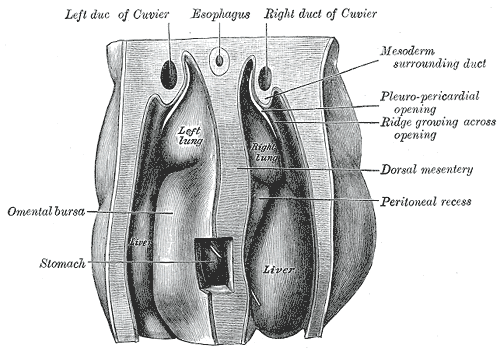 Left duc of Cuvier
Esophagus
Right duct of Cuvier
Mesoderm
surrounding duct
Pleuro-pericardial
opening
Ridge growing across
opening
Left
lung
Right
lung
Dorsal mesentery
Peritoneal recess
Omental bursa
Liver
Stomach
Liver